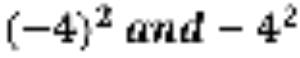 (−4)² and − 4²